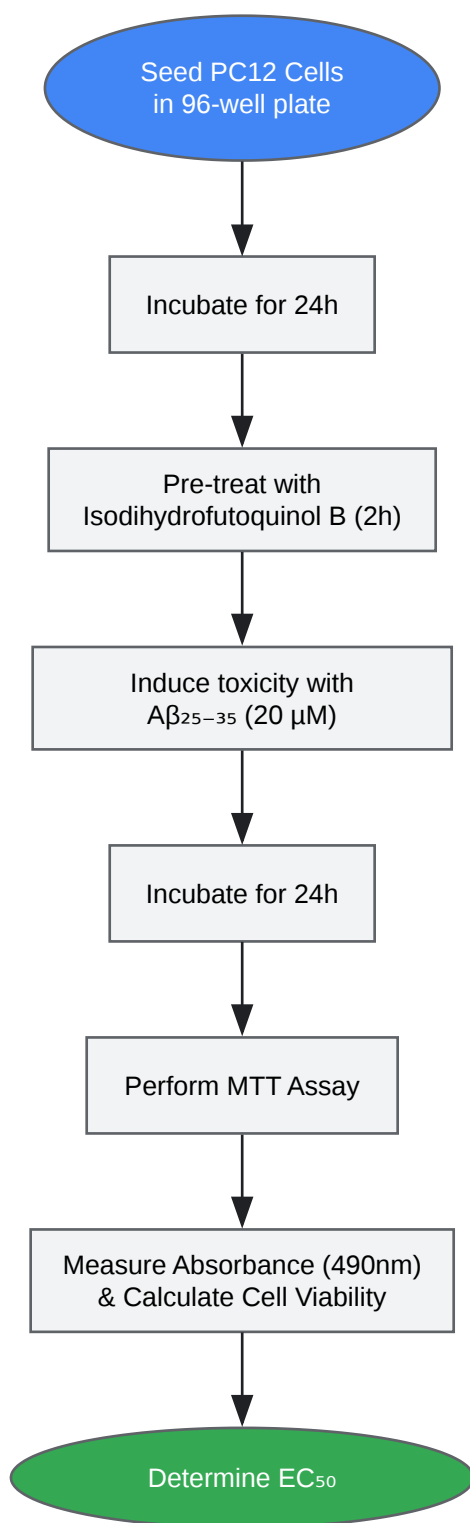 Seed PC12 Cells
in 96-well plate
Incubate for 24h
Pre-treat with
Isodihydrofutoquinol B (2h)
Induce toxicity with
Aβ₂₅₋₃₅ (20 µM)
Incubate for 24h
Perform MTT Assay
Measure Absorbance (490nm)
& Calculate Cell Viability
Determine EC₅₀